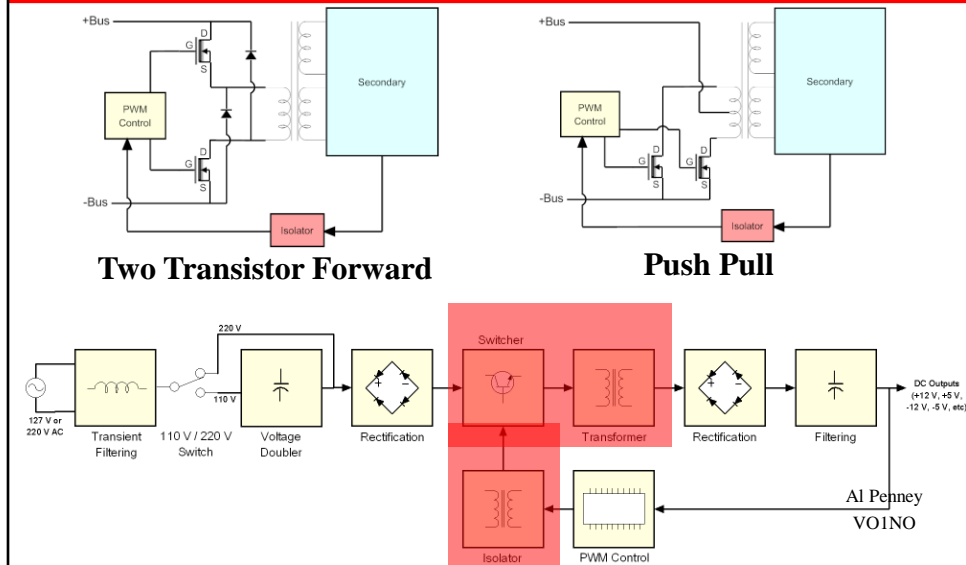 +Bus
D
G
S
PWM
Control
D
G
S
-Bus
Isolator
Secondary
Two Transistor Forward
+Bus
PWM
Control
D
G
S
D
G
S
-Bus
Isolator
Secondary
Push Pull
127 V or
220 V AC
Transient
Filtering
110 V / 220 V
Switch
220 V
110 V
Voltage
Doubler
Rectification
Switcher
Transformer
Rectification
Filtering
DC Outputs
(+12 V, +5 V,
-12 V, -5 V, etc)
Isolator
PWM Control
Al Penney
VO1NO